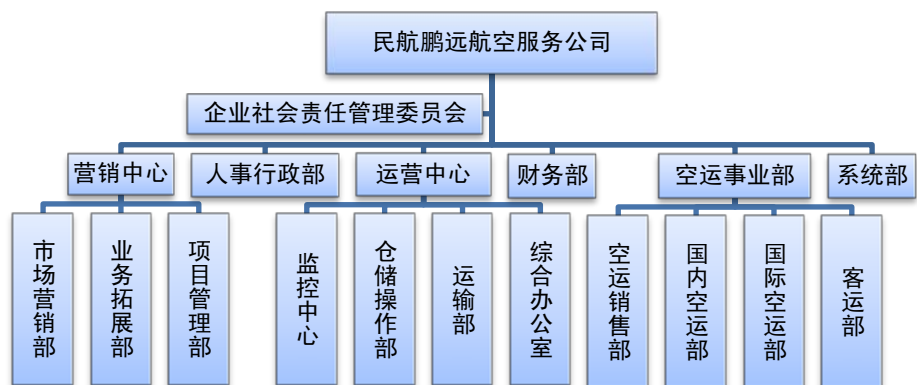 民航鹏远航空服务公司
企业社会责任管理委员会
营销中心
人事行政部
运营中心
财务部
空运事业部
系统部
市场营销部
业务拓展部
项目管理部
监控中心
仓储操作部
运输部
综合办公室
空运销售部
国内空运部
国际空运部
客运部